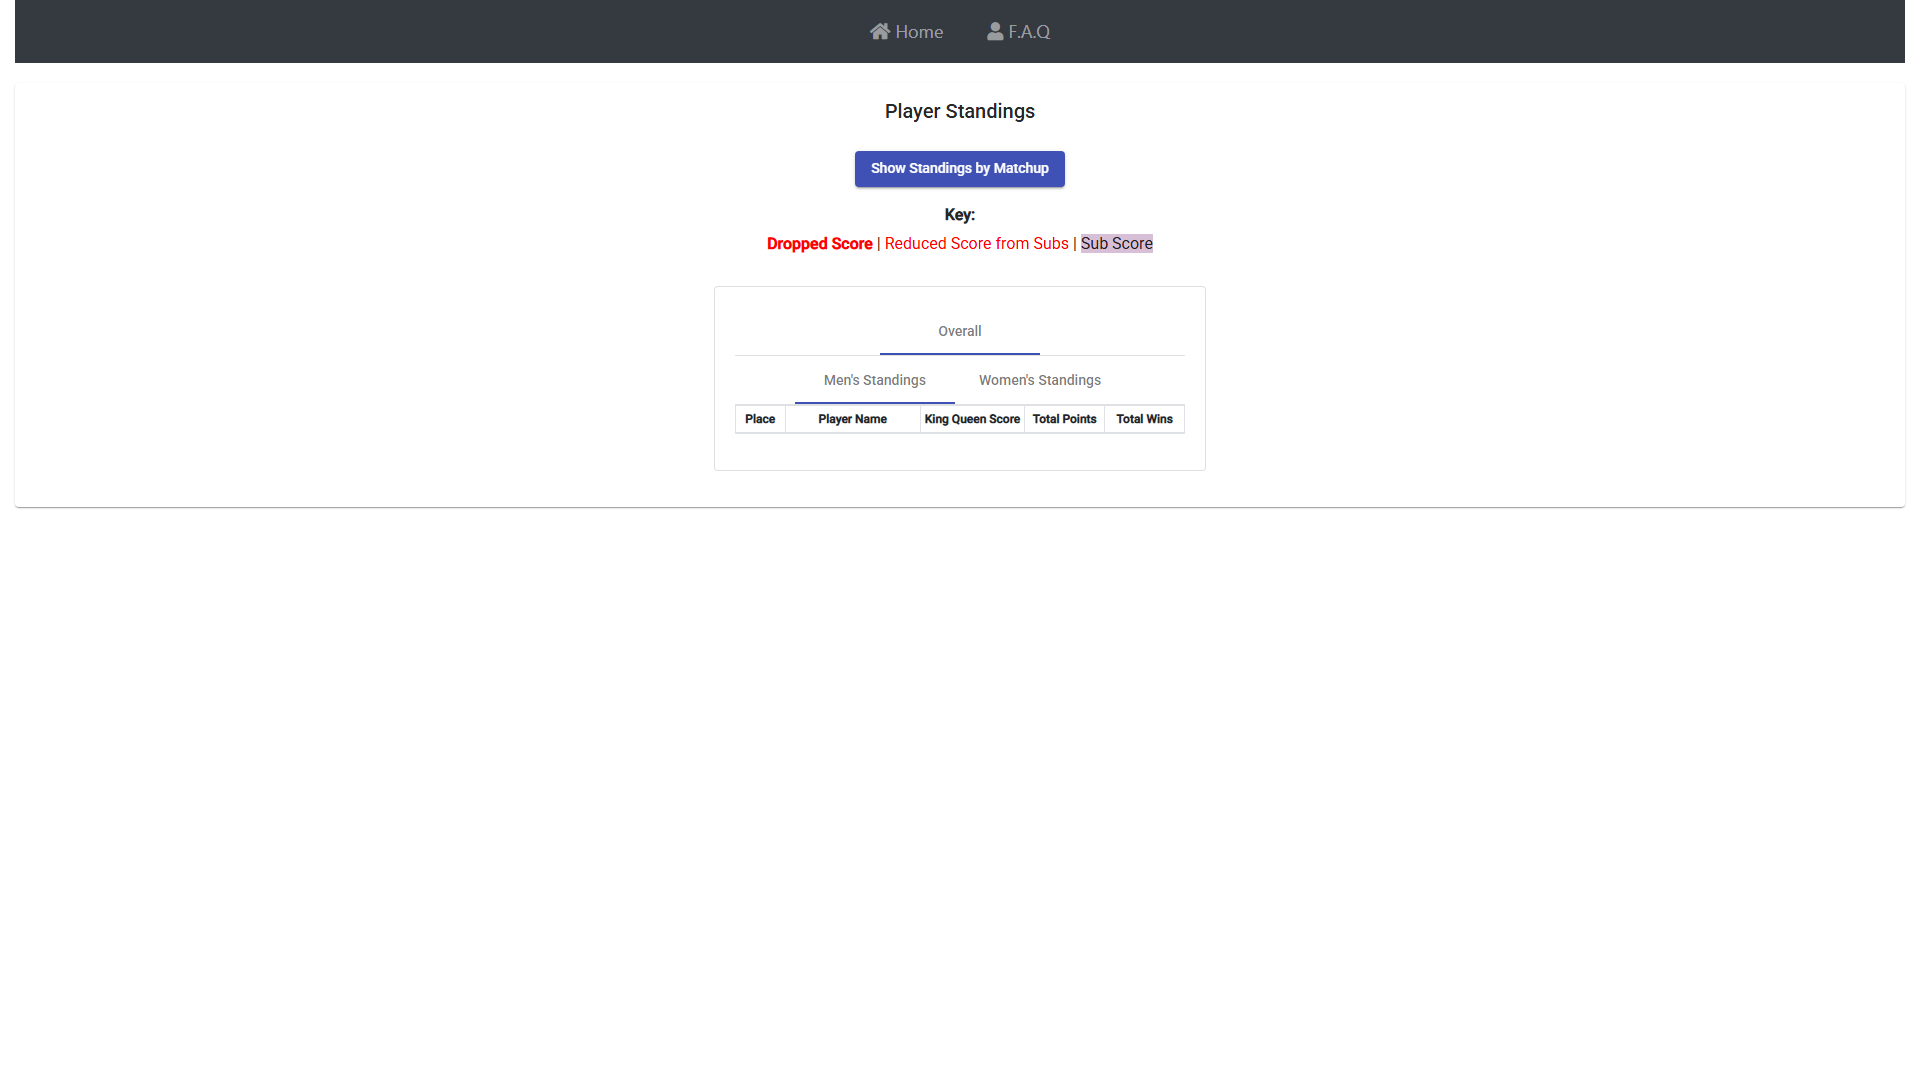 Home F.A.Q
Player Standings
Show Standings by Matchup
Key:
Dropped Score | Reduced Score from Subs | Sub Score
Overall
Men's Standings Women's Standings
Place Player Name King Queen Score Total Points Total Wins